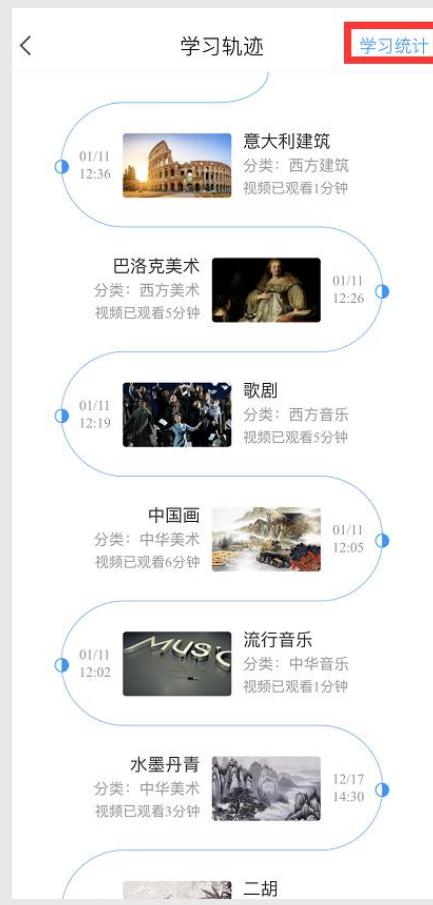 学习轨迹
学习统计
01/11
12:36
意大利建筑
分类：西方建筑
视频已观看1分钟
巴洛克美术
分类：西方美术
视频已观看5分钟
01/11
12:26
01/11
12:19
歌剧
分类：西方音乐
视频已观看5分钟
中国画
分类：中华美术
视频已观看6分钟
01/11
12:05
01/11
12:02
MUSIC
流行音乐
分类：中华音乐
视频已观看1分钟
水墨丹青
分类：中华美术
视频已观看3分钟
12/17
14:30
二胡